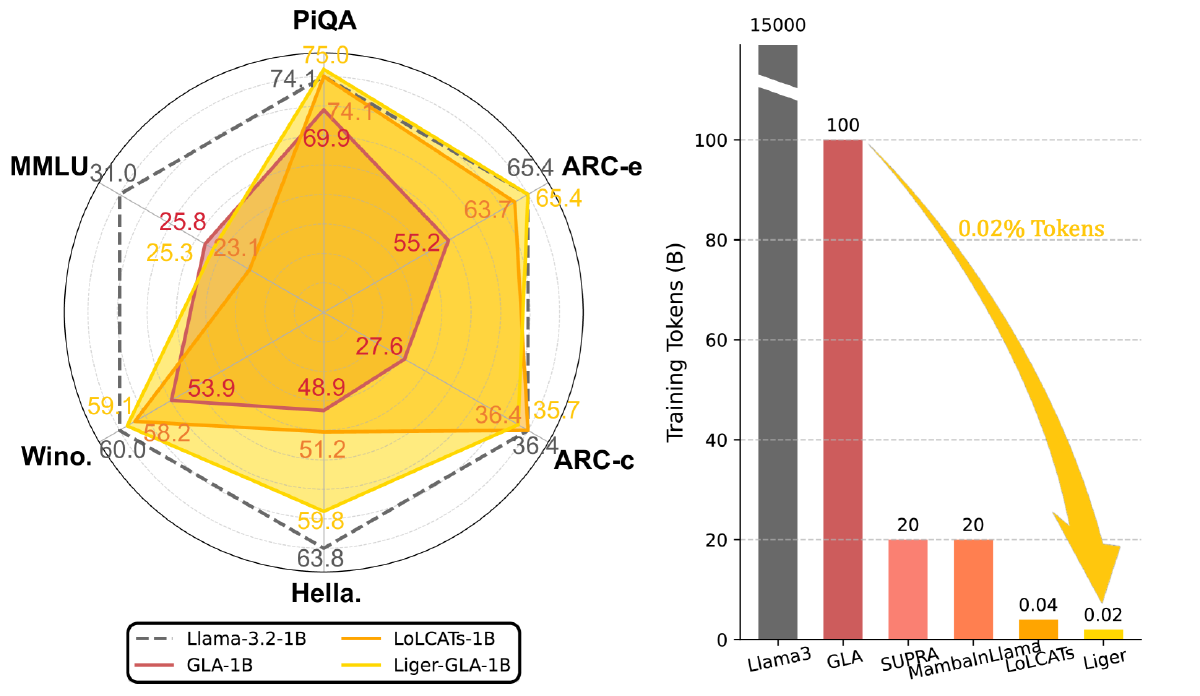 PiQA
75.0
74.1
74.1
69.9
MMLU
31.0
65.4
ARC-e
65.4
63.7
25.8
55.2
25.3
23.1
27.6
53.9
48.9
59.1
35.7
36.4
58.2
51.2
36.4
60.0
Wino.
ARC-c
59.8
63.8
Hella.
Llama-3.2-1B
GLA-1B
LoLCATs-1B
Liger-GLA-1B
15000
100
100
80
60
40
20
0
Training Tokens (B)
0.02% Tokens
20
20
0.04
0.02
Llama3
GLA
SUPRA
MambaInLlama
LoLCATs
Liger